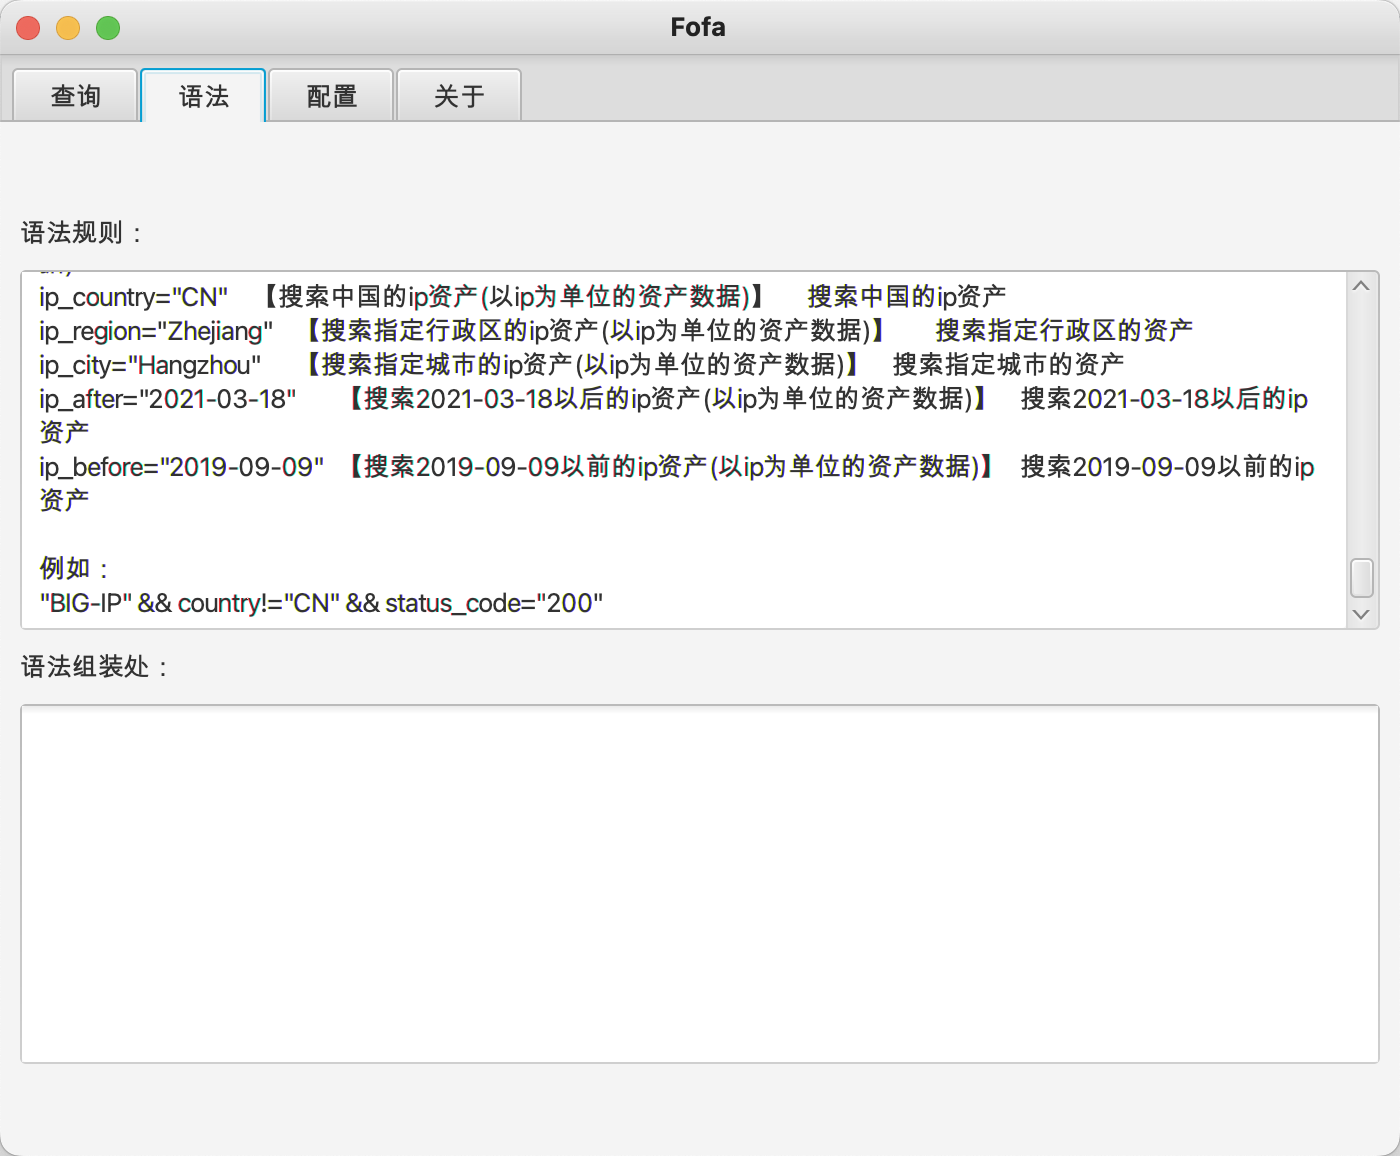 Fofa
查询 语法 配置 关于
语法规则：
ip_country="CN" 【搜索中国的ip资产(以ip为单位的资产数据)】 搜索中国的ip资产
ip_region="Zhejiang" 【搜索指定行政区的ip资产(以ip为单位的资产数据)】 搜索指定行政区的资产
ip_city="Hangzhou" 【搜索指定城市的ip资产(以ip为单位的资产数据)】 搜索指定城市的资产
ip_after="2021-03-18" 【搜索2021-03-18以后的ip资产(以ip为单位的资产数据)】 搜索2021-03-18以后的ip
资产
ip_before="2019-09-09" 【搜索2019-09-09以前的ip资产(以ip为单位的资产数据)】 搜索2019-09-09以前的ip
资产
例如：
"BIG-IP" && country!="CN" && status_code="200"
语法组装处：